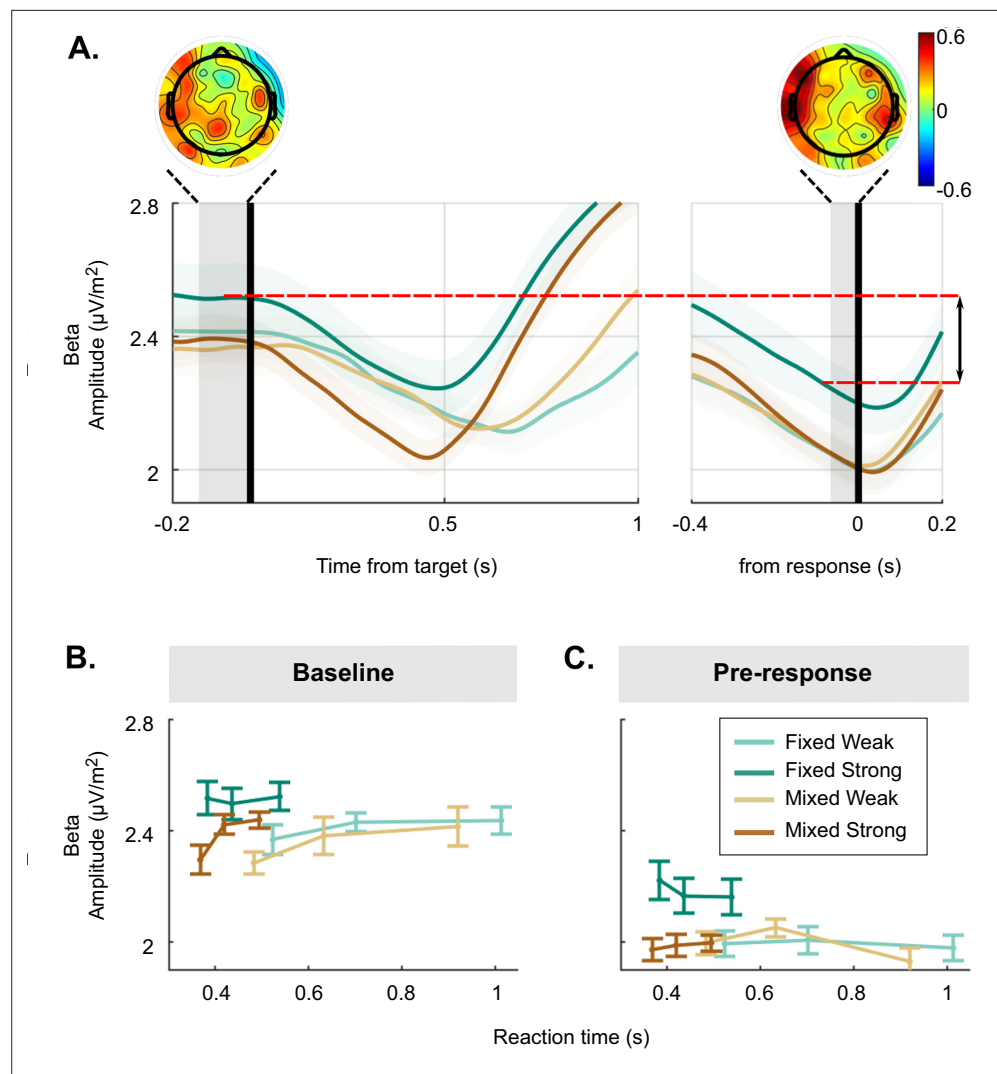 A.
0.6
0
-0.6
2.8
2.4
2
Beta
Amplitude (µV/m²)
-0.2
0.5
1
-0.4
0
0.2
Time from target (s)
from response (s)
B.
Baseline
C.
Pre-response
2.8
2.4
2
Beta
Amplitude (µV/m²)
Fixed Weak
Fixed Strong
Mixed Weak
Mixed Strong
0.4
0.6
0.8
1
0.4
0.6
0.8
1
Reaction time (s)